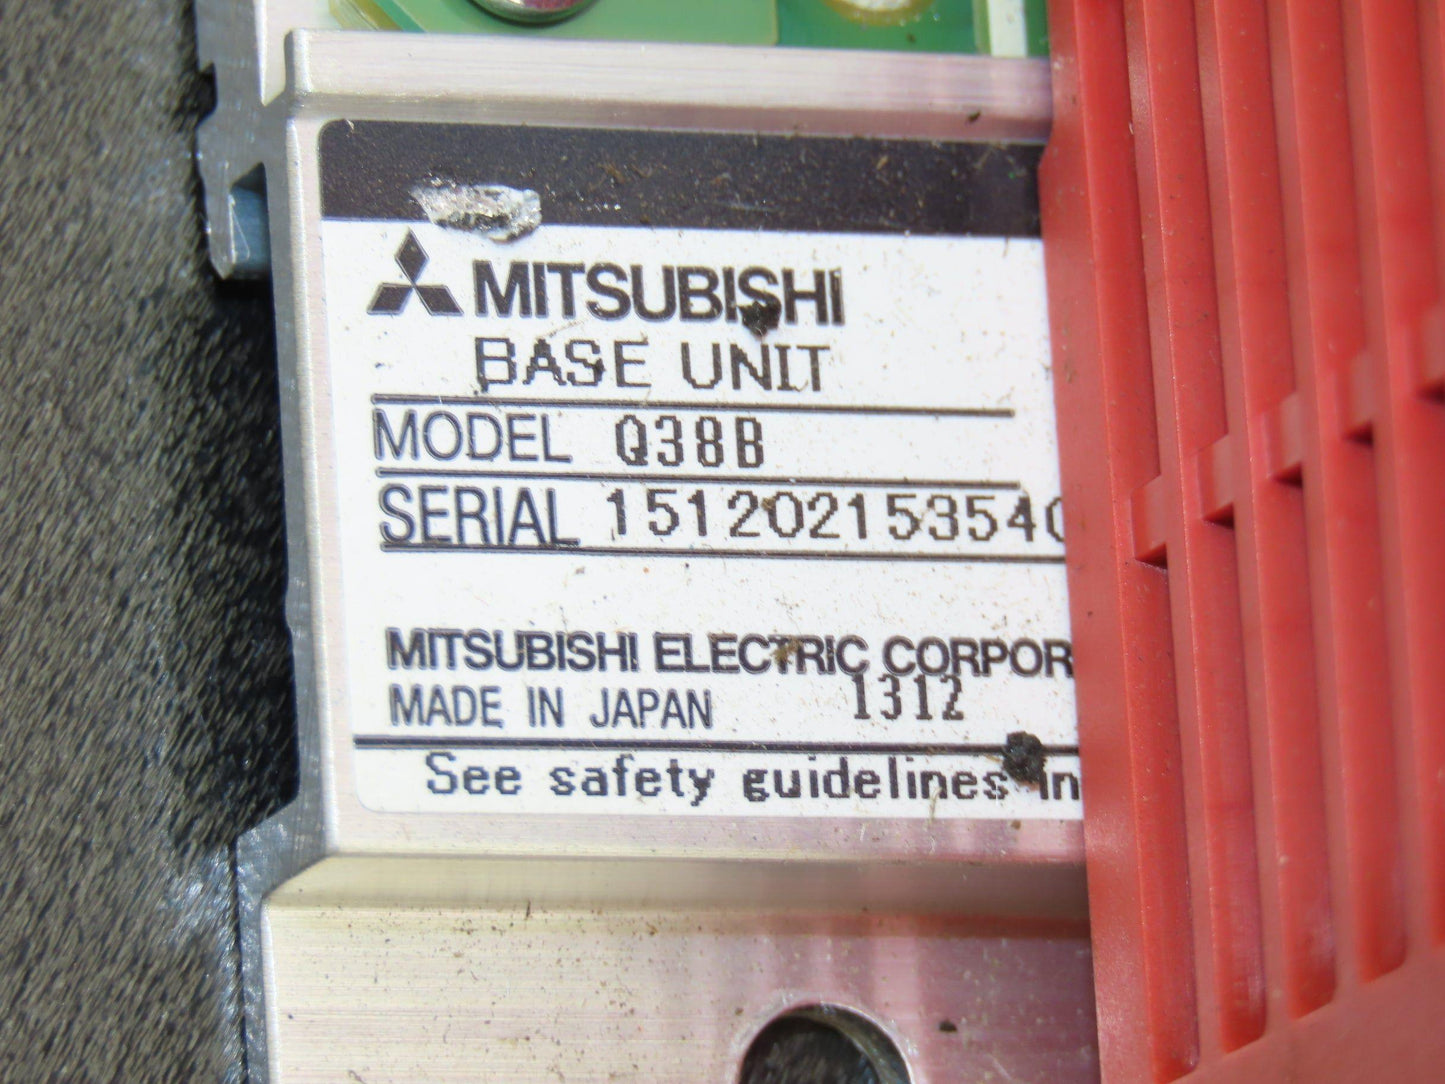 MITSUBISHI
BASE UNIT
MODEL Q38B
SERIAL 151202153540
MITSUBISHI ELECTRIC CORPOR
MADE IN JAPAN 1312
See safety guidelines in